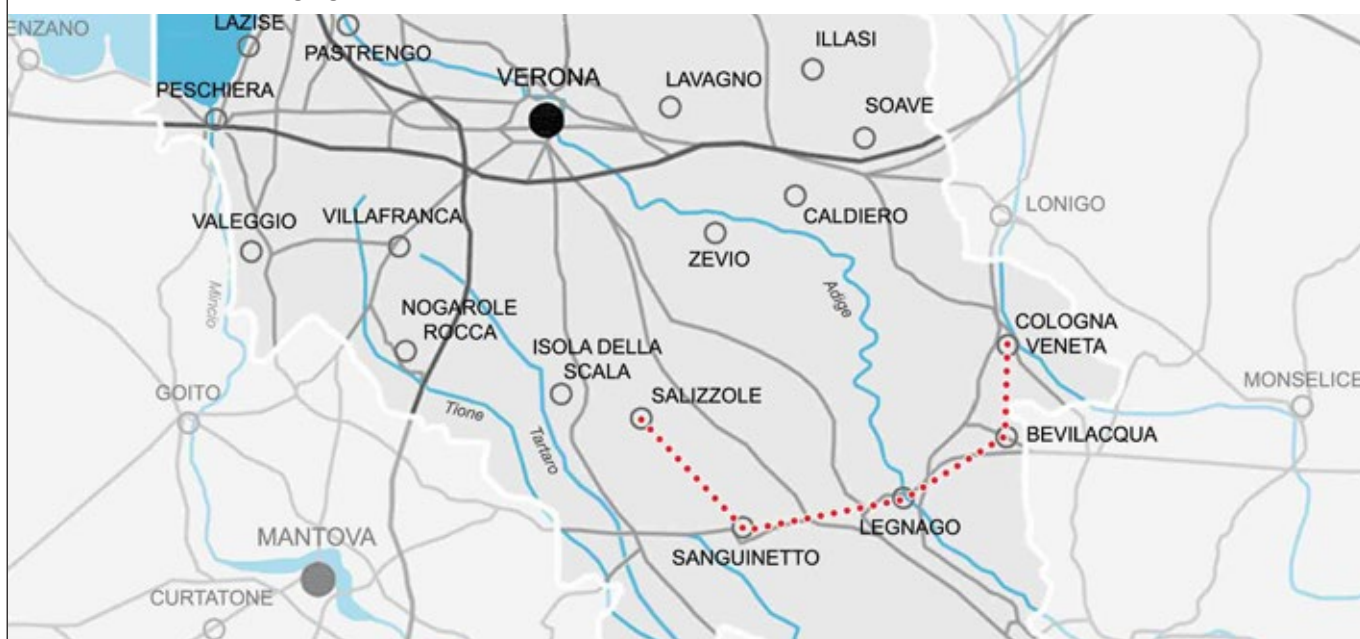 ENZANO
LAZISE
PASTRENGO
ILLASI
VERONA
LAVAGNO
PESCHIERA
SOAVE
VALEGGIO
VILLAFRANCA
CALDIERO
LONIGO
ZEVIO
Mincio
Adige
NOGAROLE
ROCCA
ISOLA DELLA
SCALA
COLOGNA
VENETA
SALIZZOLE
MONSELICE
GOITO
Tione
Tartaro
BEVILACQUA
LEGNAGO
MANTOVA
SANGUINETTO
CURTATONE